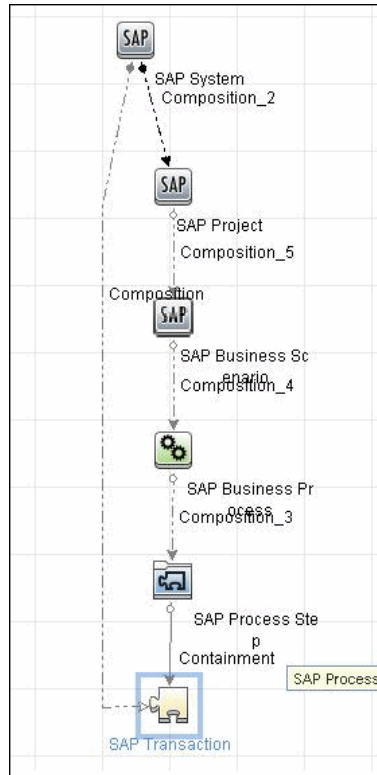 SAP
SAP System
Composition_2
SAP
SAP Project
Composition_5
Composition
SAP
SAP Business Sc
enario
Composition_4
SAP Business Pr
ocess
Composition_3
SAP Process Ste
p
Containment
SAP Process
SAP Transaction